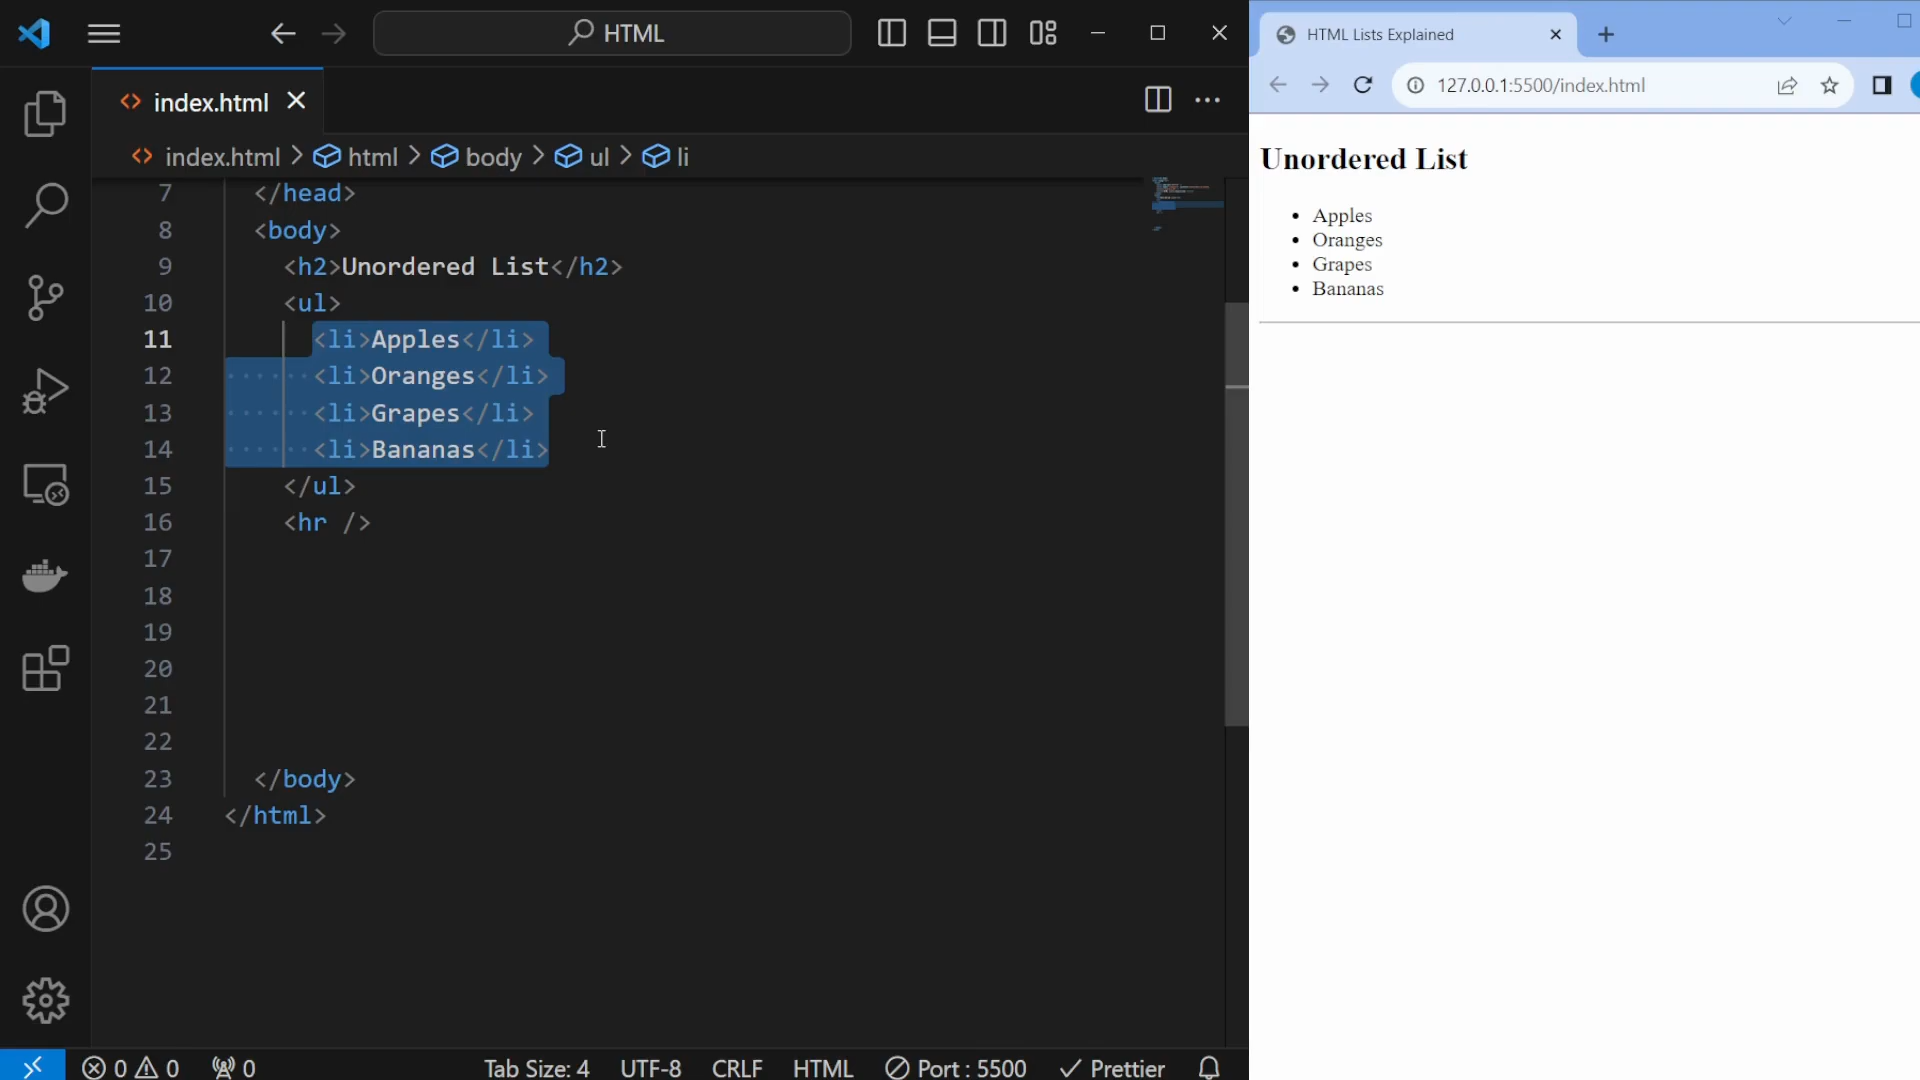 HTML
index.html
index.html > html > body > ul > li
7 </head>
8 <body>
9 <h2>Unordered List</h2>
10 <ul>
11 <li>Apples</li>
12 <li>Oranges</li>
13 <li>Grapes</li>
14 <li>Bananas</li>
15 </ul>
16 <hr />
17
18
19
20
21
22
23 </body>
24 </html>
25
0 0 0 Tab Size: 4 UTF-8 CRLF HTML Port : 5500 Prettier
HTML Lists Explained
127.0.0.1:5500/index.html
Unordered List
• Apples
• Oranges
• Grapes
• Bananas